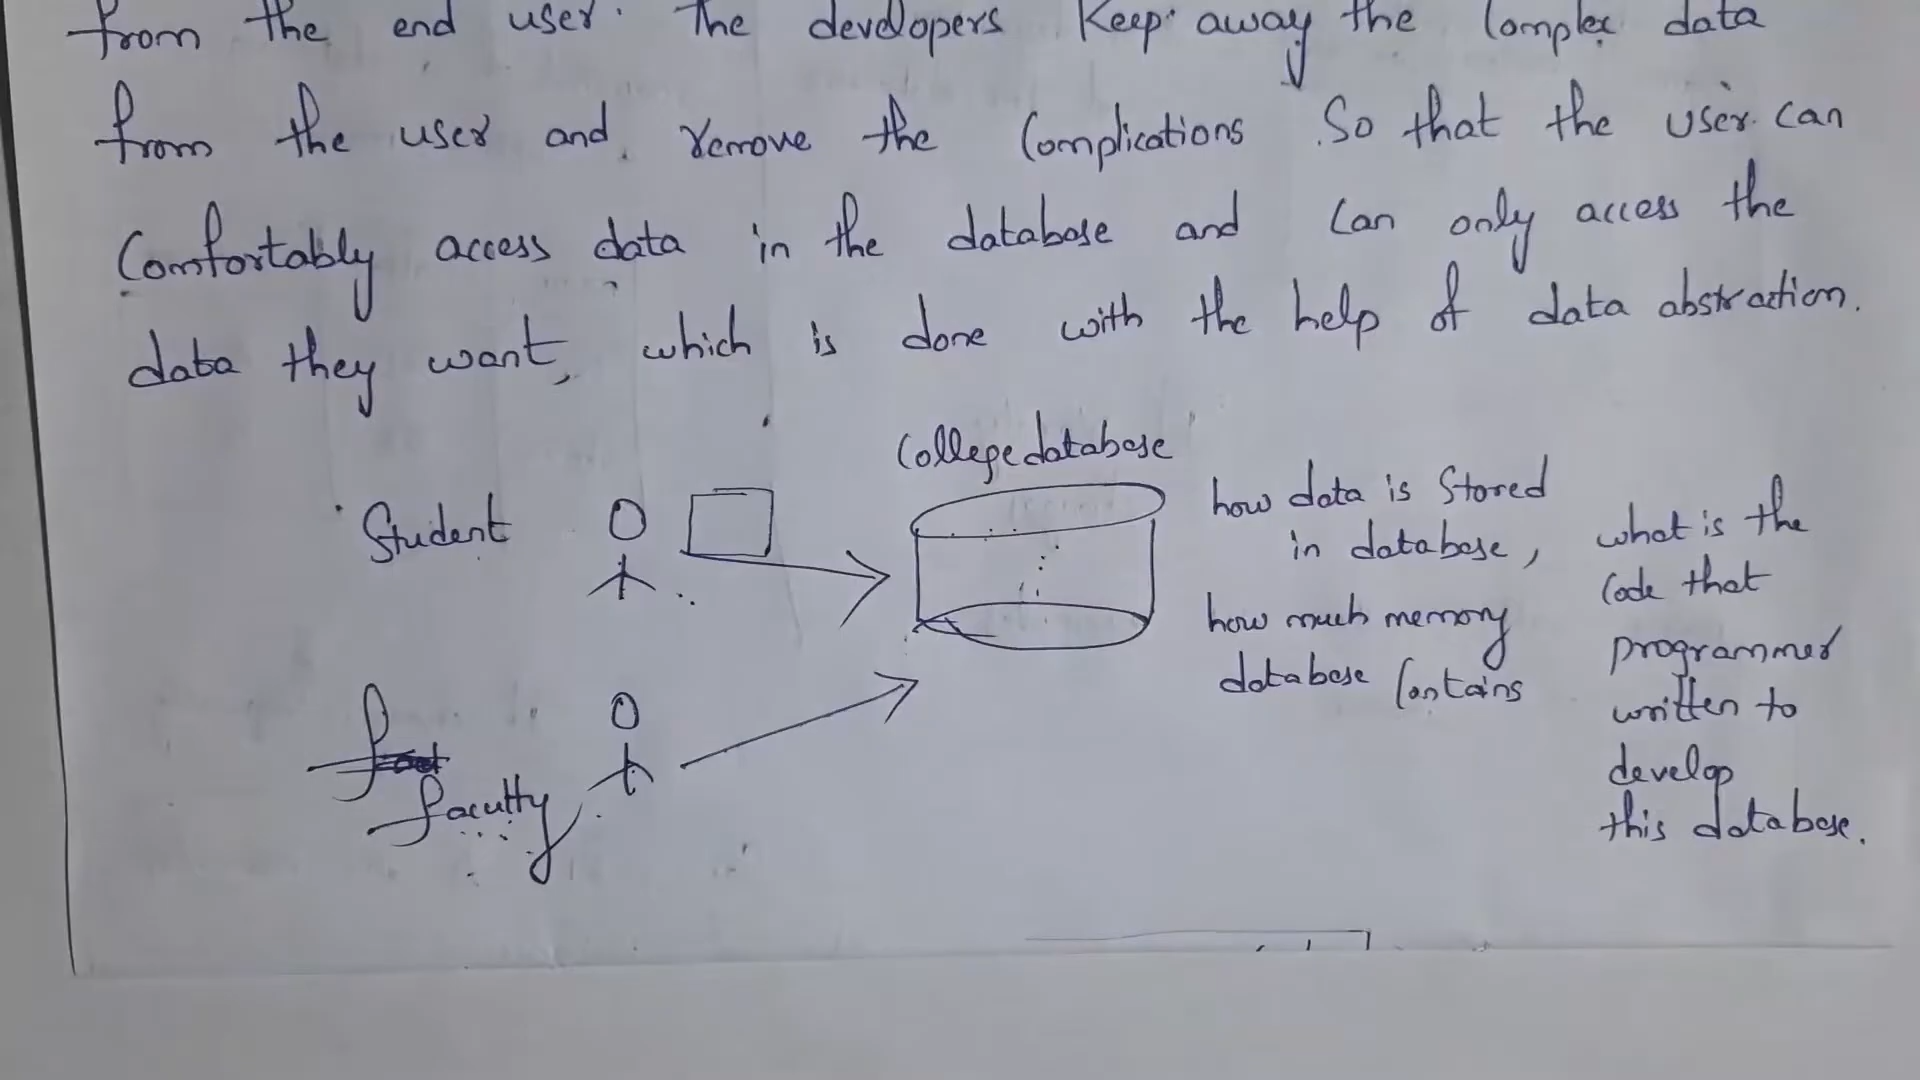 from the end user. The developers Keep away the Complex data
from the user and remove the Complications So that the user can
Comfortably access data in the database and can only access the
data they want, which is done with the help of data abstraction.
College database
Student
how data is Stored
in database,
how much memory
database Contains
what is the
Code that
programmer
written to
develop
this database.
faculty